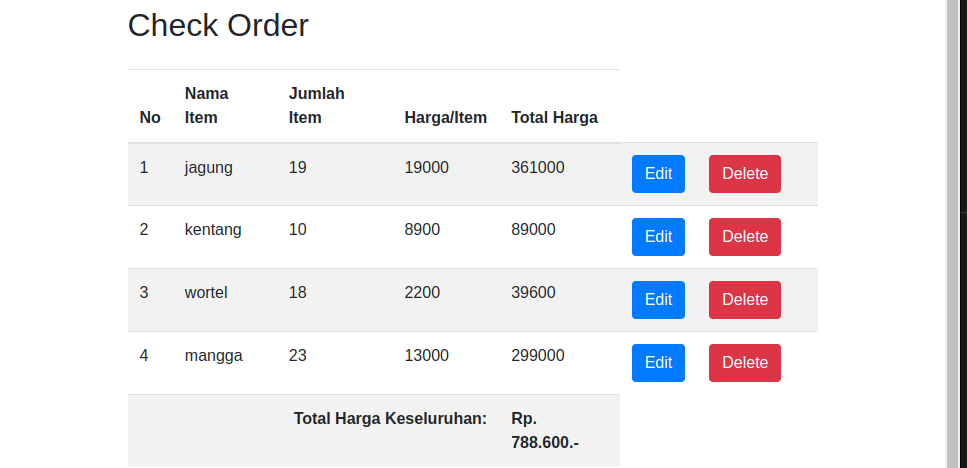 Check Order
No Nama Item Jumlah Item Harga/Item Total Harga
1 jagung 19 19000 361000 Edit Delete
2 kentang 10 8900 89000 Edit Delete
3 wortel 18 2200 39600 Edit Delete
4 mangga 23 13000 299000 Edit Delete
Total Harga Keseluruhan: Rp. 788.600.-